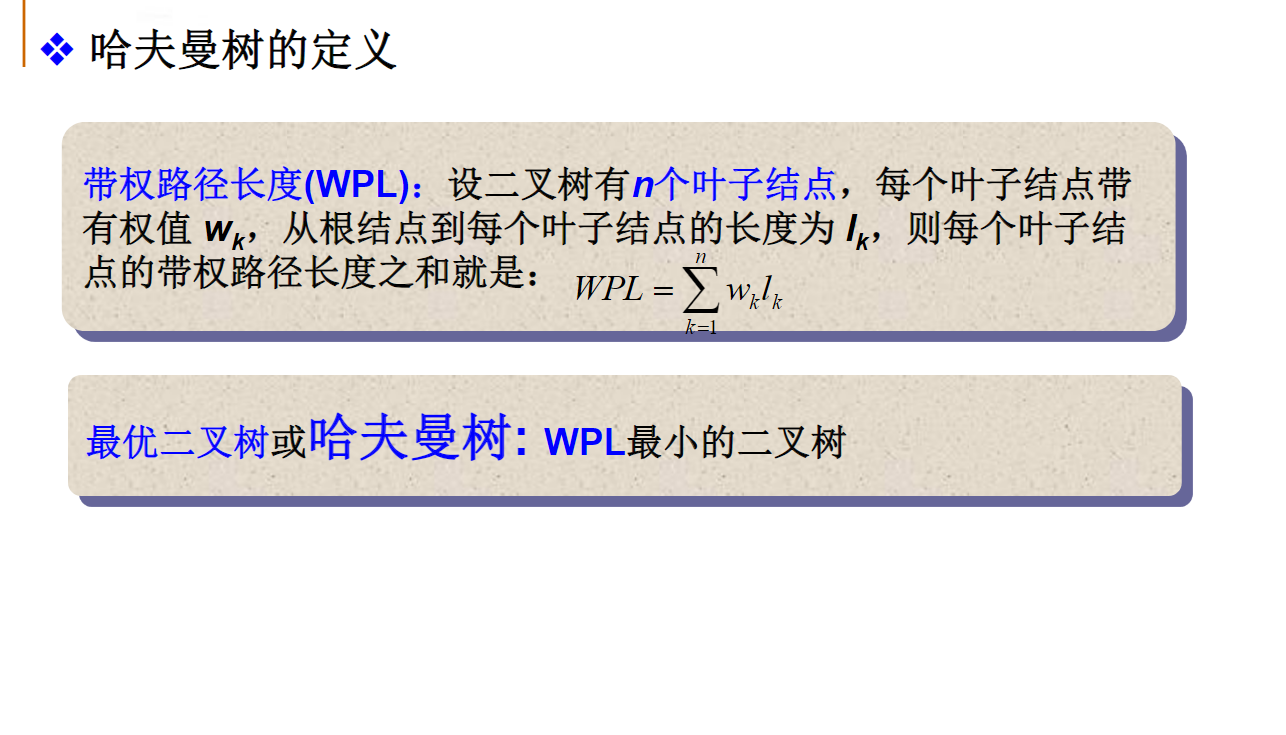 ❖ 哈夫曼树的定义
带权路径长度(WPL)：设二叉树有n个叶子结点，每个叶子结点带
有权值 wₖ，从根结点到每个叶子结点的长度为 lₖ，则每个叶子结
点的带权路径长度之和就是： $WPL = \sum_{k=1}^{n} w_k l_k$
最优二叉树或哈夫曼树: WPL最小的二叉树